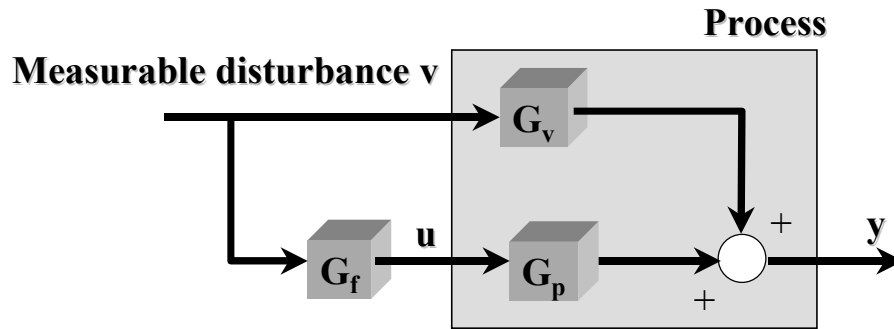 Process
Measurable disturbance v
Gv
+
y
u
Gf
Gp
+